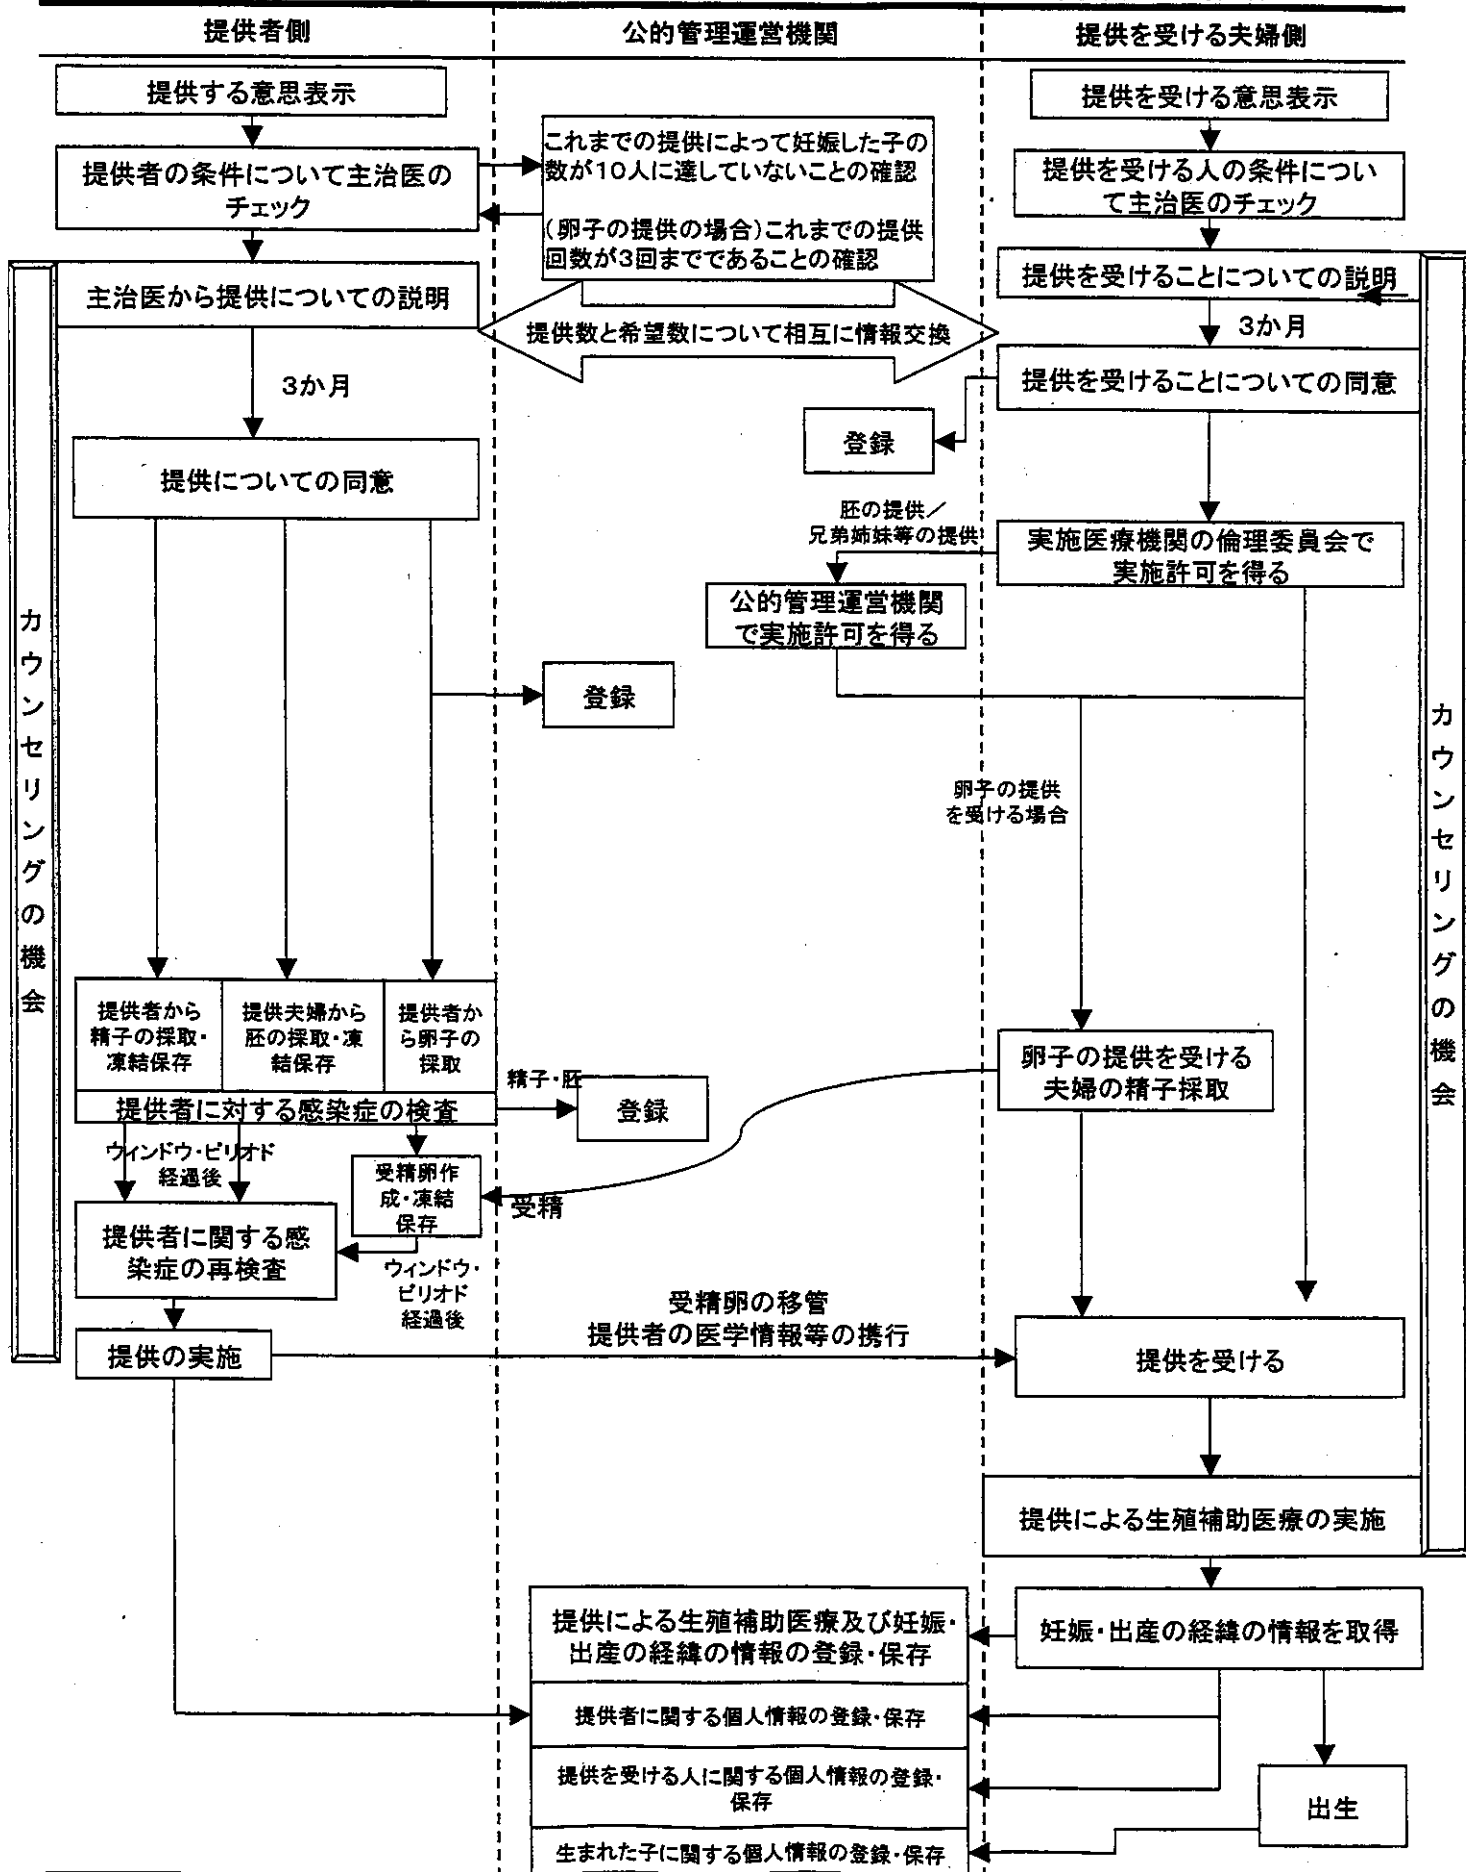 提供者側
公的管理運営機関
提供を受ける夫婦側
提供する意思表示
提供を受ける意思表示
これまでの提供によって妊娠した子の
数が10人に達していないことの確認
(卵子の提供の場合)これまでの提供
回数が3回までであることの確認
提供者の条件について主治医の
チェック
提供を受ける人の条件につい
て主治医のチェック
主治医から提供についての説明
提供を受けることについての説明
提供数と希望数について相互に情報交換
3か月
3か月
提供を受けることについての同意
登録
提供についての同意
胚の提供/
兄弟姉妹等の提供
実施医療機関の倫理委員会で
実施許可を得る
公的管理運営機関
で実施許可を得る
登録
カウンセリングの機会
カウンセリングの機会
卵子の提供
を受ける場合
提供者から
精子の採取・
凍結保存
提供夫婦から
胚の採取・凍
結保存
提供者か
ら卵子の
採取
卵子の提供を受ける
夫婦の精子採取
精子・胚
登録
提供者に対する感染症の検査
ウィンドウ・ピリオド
経過後
受精卵作
成・凍結
保存
受精
提供者に関する感
染症の再検査
ウィンドウ・
ピリオド
経過後
受精卵の移管
提供者の医学情報等の携行
提供の実施
提供を受ける
提供による生殖補助医療の実施
提供による生殖補助医療及び妊娠・
出産の経緯の情報の登録・保存
妊娠・出産の経緯の情報を取得
提供者に関する個人情報の登録・保存
提供を受ける人に関する個人情報の登録・
保存
出生
生まれた子に関する個人情報の登録・保存